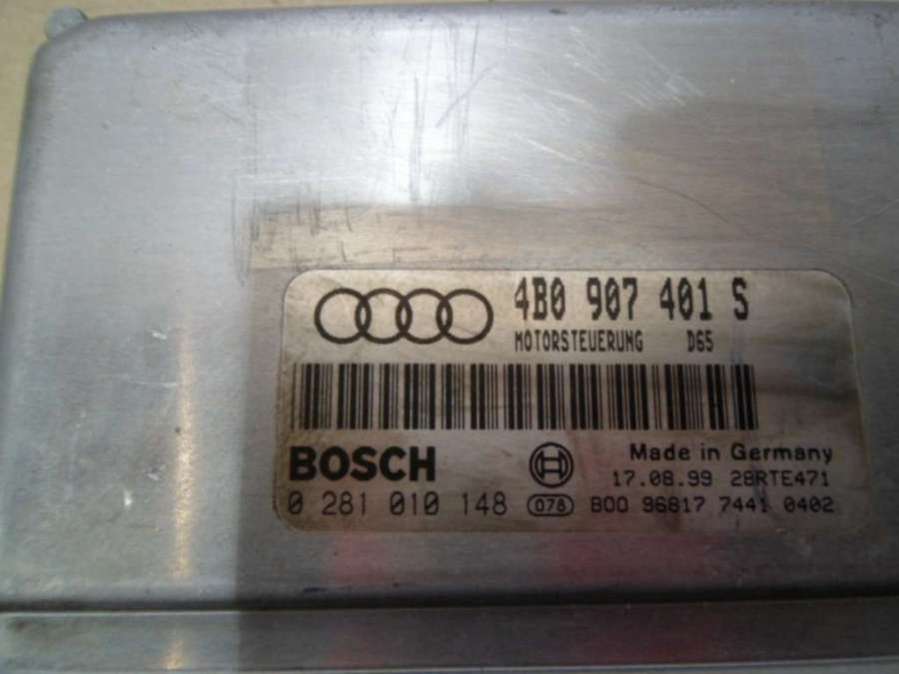 4B0 907 401 S
MOTORSTEUERUNG D65
BOSCH
Made in Germany
17.08.99 28RTE471
0 281 010 148 078 B00 96817 7441 0402